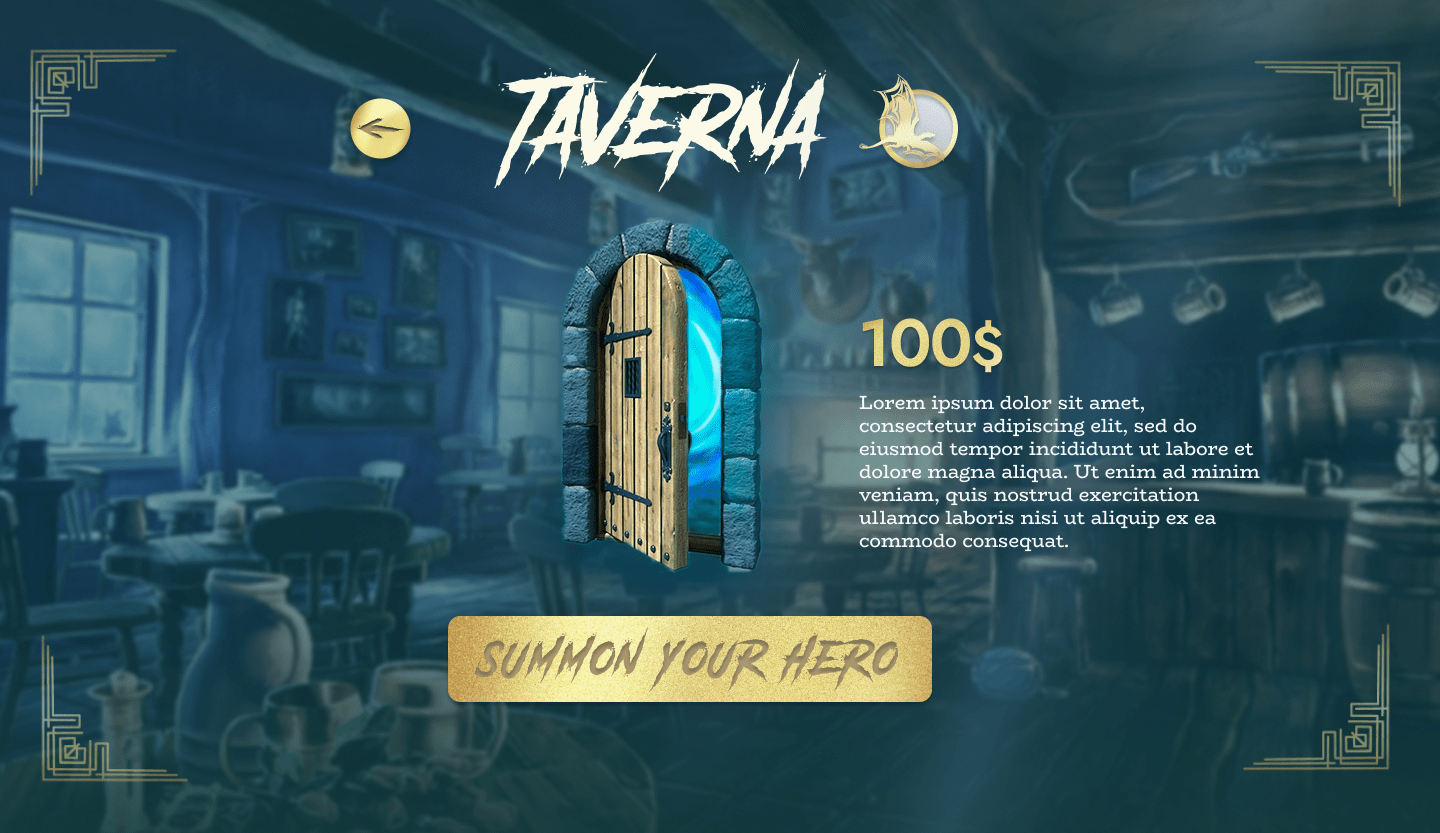 TAVERNA
100$
Lorem ipsum dolor sit amet,
consectetur adipiscing elit, sed do
eiusmod tempor incididunt ut labore et
dolore magna aliqua. Ut enim ad minim
veniam, quis nostrud exercitation
ullamco laboris nisi ut aliquip ex ea
commodo consequat.
SUMMON YOUR HERO